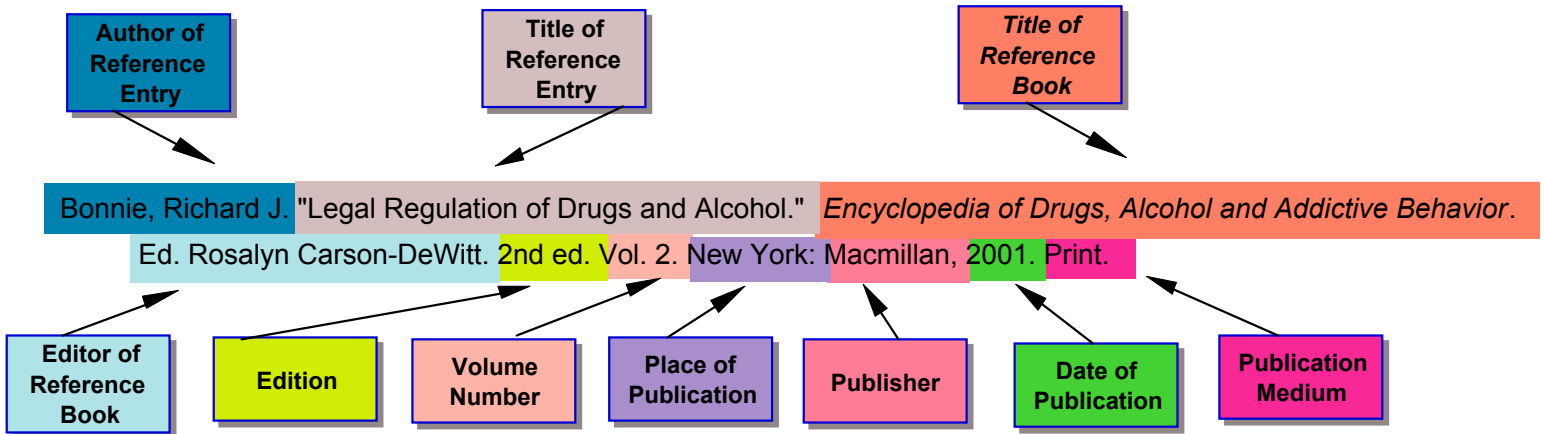 Author of
Reference
Entry
Title of
Reference
Entry
Title of
Reference
Book
Bonnie, Richard J. "Legal Regulation of Drugs and Alcohol." Encyclopedia of Drugs, Alcohol and Addictive Behavior.
Ed. Rosalyn Carson-DeWitt. 2nd ed. Vol. 2. New York: Macmillan, 2001. Print.
Editor of
Reference
Book
Edition
Volume
Number
Place of
Publication
Publisher
Date of
Publication
Publication
Medium